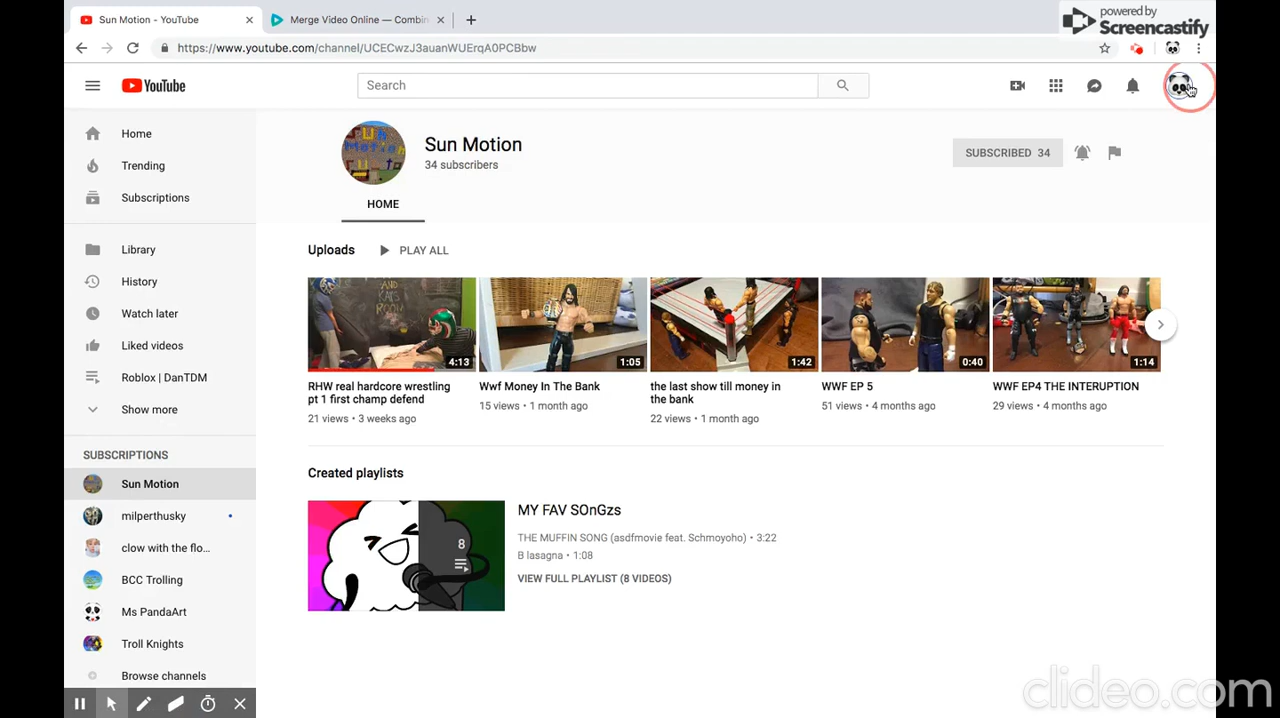 Sun Motion - YouTube
Merge Video Online — Combin
powered by
Screencastify
https://www.youtube.com/channel/UCECwzJ3auanWUErqA0PCBbw
YouTube
Search
Home
Trending
Subscriptions
Library
History
Watch later
Liked videos
Roblox | DanTDM
Show more
SUBSCRIPTIONS
Sun Motion
milperthusky
clow with the flo...
BCC Trolling
Ms PandaArt
Troll Knights
Browse channels
Sun Motion
34 subscribers
SUBSCRIBED 34
HOME
Uploads
PLAY ALL
AND
ROOM
4:13
1:05
1:42
0:40
1:14
RHW real hardcore wrestling
pt 1 first champ defend
21 views • 3 weeks ago
Wwf Money In The Bank
15 views • 1 month ago
the last show till money in
the bank
22 views • 1 month ago
WWF EP 5
51 views • 4 months ago
WWF EP4 THE INTERUPTION
29 views • 4 months ago
Created playlists
8
MY FAV SOnGzs
THE MUFFIN SONG (asdfmovie feat. Schmoyoho) • 3:22
B lasagna • 1:08
VIEW FULL PLAYLIST (8 VIDEOS)
clideo.com